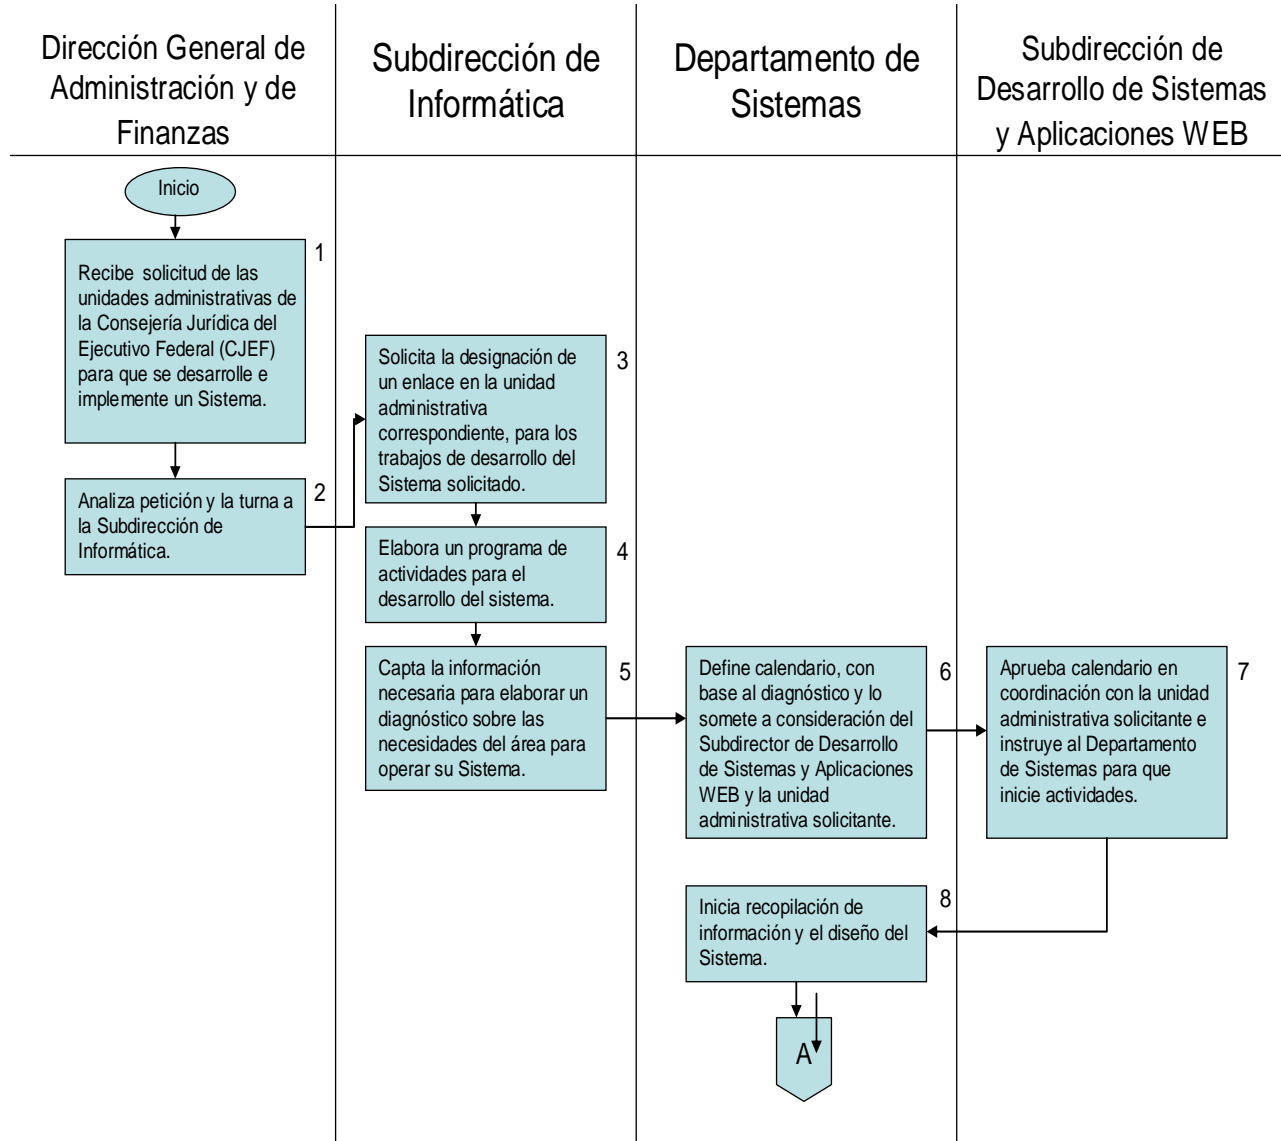 Dirección General de
Administración y de
Finanzas
Subdirección de
Informática
Departamento de
Sistemas
Subdirección de
Desarrollo de Sistemas
y Aplicaciones WEB
Inicio
1
Recibe solicitud de las
unidades administrativas de
la Consejería Jurídica del
Ejecutivo Federal (CJEF)
para que se desarrolle e
implemente un Sistema.
2
Analiza petición y la turna a
la Subdirección de
Informática.
3
Solicita la designación de
un enlace en la unidad
administrativa
correspondiente, para los
trabajos de desarrollo del
Sistema solicitado.
4
Elabora un programa de
actividades para el
desarrollo del sistema.
5
Capta la información
necesaria para elaborar un
diagnóstico sobre las
necesidades del área para
operar su Sistema.
6
Define calendario, con
base al diagnóstico y lo
somete a consideración del
Subdirector de Desarrollo
de Sistemas y Aplicaciones
WEB y la unidad
administrativa solicitante.
7
Aprueba calendario en
coordinación con la unidad
administrativa solicitante e
instruye al Departamento
de Sistemas para que
inicie actividades.
8
Inicia recopilación de
información y el diseño del
Sistema.
A